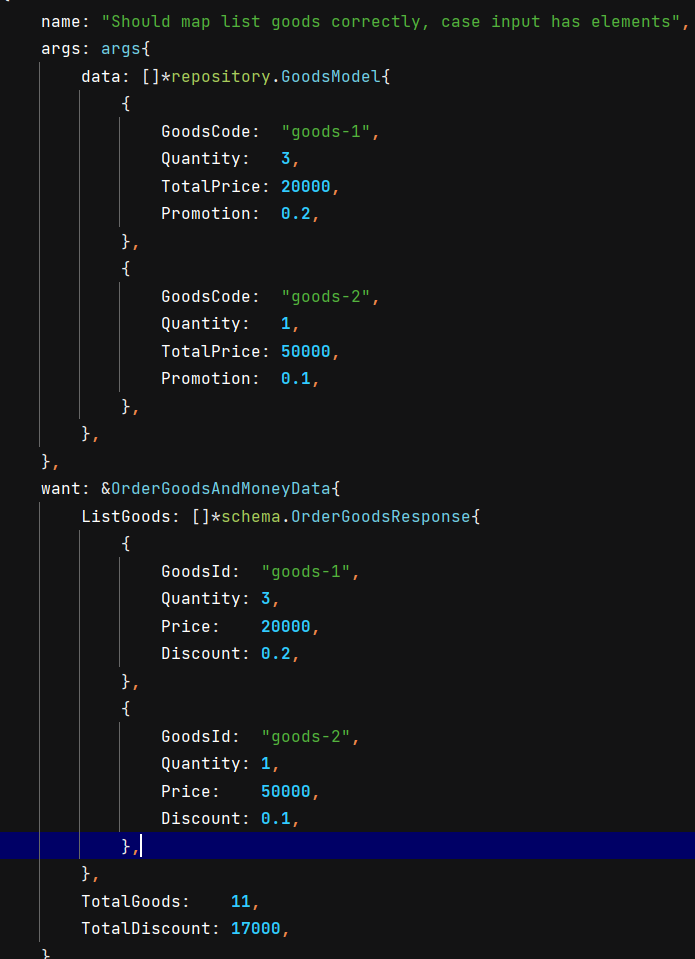 name: "Should map list goods correctly, case input has elements",
args: args{
data: []*repository.GoodsModel{
{
GoodsCode:  "goods-1",
Quantity:   3,
TotalPrice: 20000,
Promotion:  0.2,
},
{
GoodsCode:  "goods-2",
Quantity:   1,
TotalPrice: 50000,
Promotion:  0.1,
},
},
},
want: &OrderGoodsAndMoneyData{
ListGoods: []*schema.OrderGoodsResponse{
{
GoodsId:  "goods-1",
Quantity: 3,
Price:    20000,
Discount: 0.2,
},
{
GoodsId:  "goods-2",
Quantity: 1,
Price:    50000,
Discount: 0.1,
},
},
TotalGoods:    11,
TotalDiscount: 17000,
}